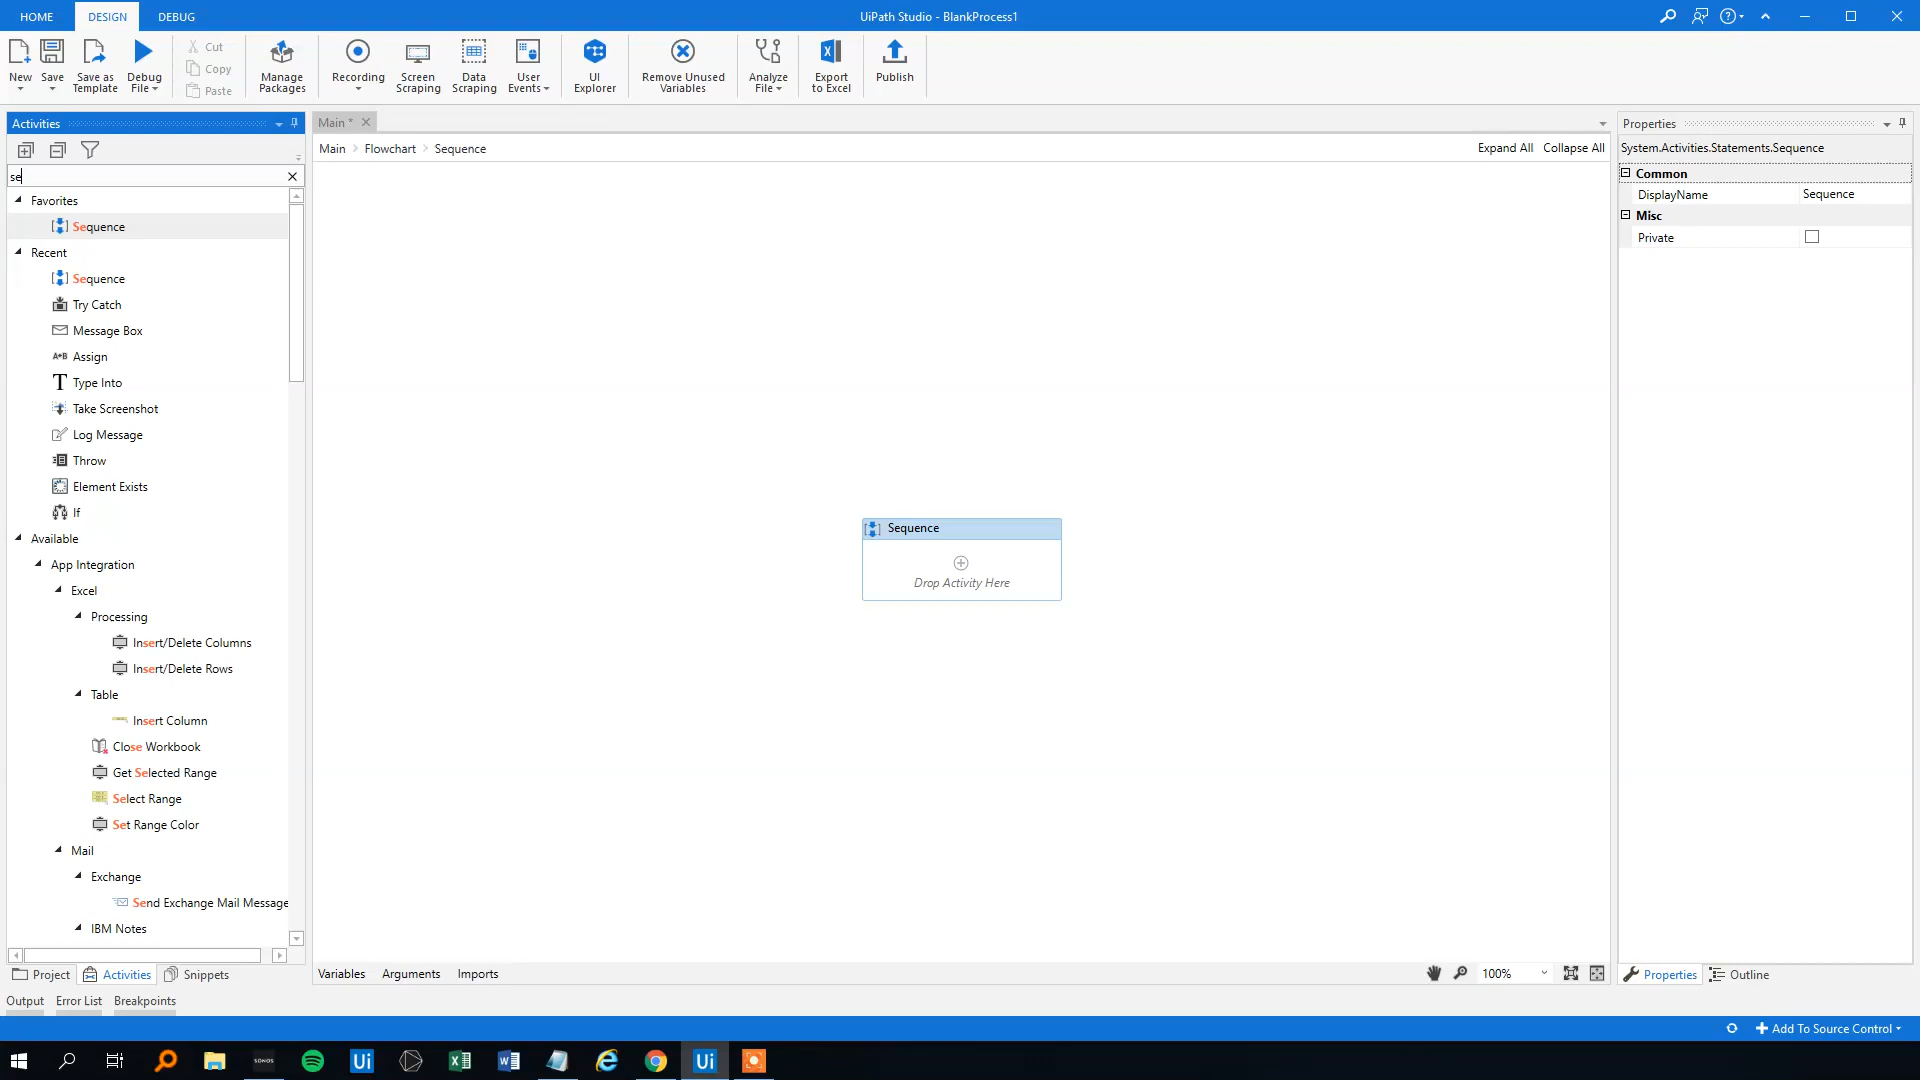 HOME DESIGN DEBUG
UiPath Studio - BlankProcess1
New
Save
Save as Template
Debug File
Cut
Copy
Paste
Manage Packages
Recording
Screen Scraping
Data Scraping
User Events
UI Explorer
Remove Unused Variables
Analyze File
Export to Excel
Publish
Activities
se
Favorites
Sequence
Recent
Sequence
Try Catch
Message Box
A+B Assign
Type Into
Take Screenshot
Log Message
Throw
Element Exists
If
Available
App Integration
Excel
Processing
Insert/Delete Columns
Insert/Delete Rows
Table
Insert Column
Close Workbook
Get Selected Range
Select Range
Set Range Color
Mail
Exchange
Send Exchange Mail Message
IBM Notes
Project Activities Snippets
Main *
Main Flowchart Sequence
Expand All Collapse All
Sequence
Drop Activity Here
Variables Arguments Imports
100%
Properties
System.Activities.Statements.Sequence
Common
DisplayName Sequence
Misc
Private
Properties Outline
Output Error List Breakpoints
Add To Source Control
SONOS
Ui
Ui